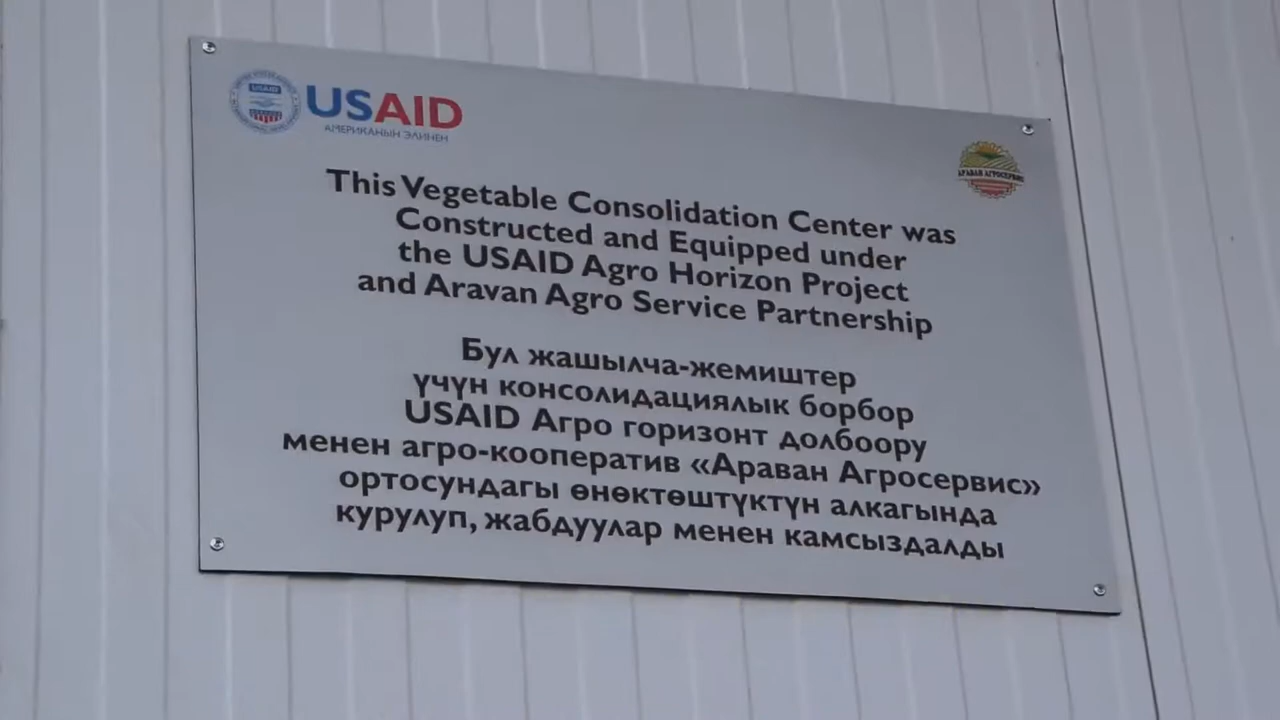 USAID
АМЕРИКАНЫН ЭЛИНЕН
АРАВАН АГРОСЕРВИС
This Vegetable Consolidation Center was
Constructed and Equipped under
the USAID Agro Horizon Project
and Aravan Agro Service Partnership
Бул жашылча-жемиштер
үчүн консолидациялык борбор
USAID Агро горизонт долбоору
менен агро-кооператив «Араван Агросервис»
ортосундагы өнөктөштүктүн алкагында
курулуп, жабдуулар менен камсыздалды